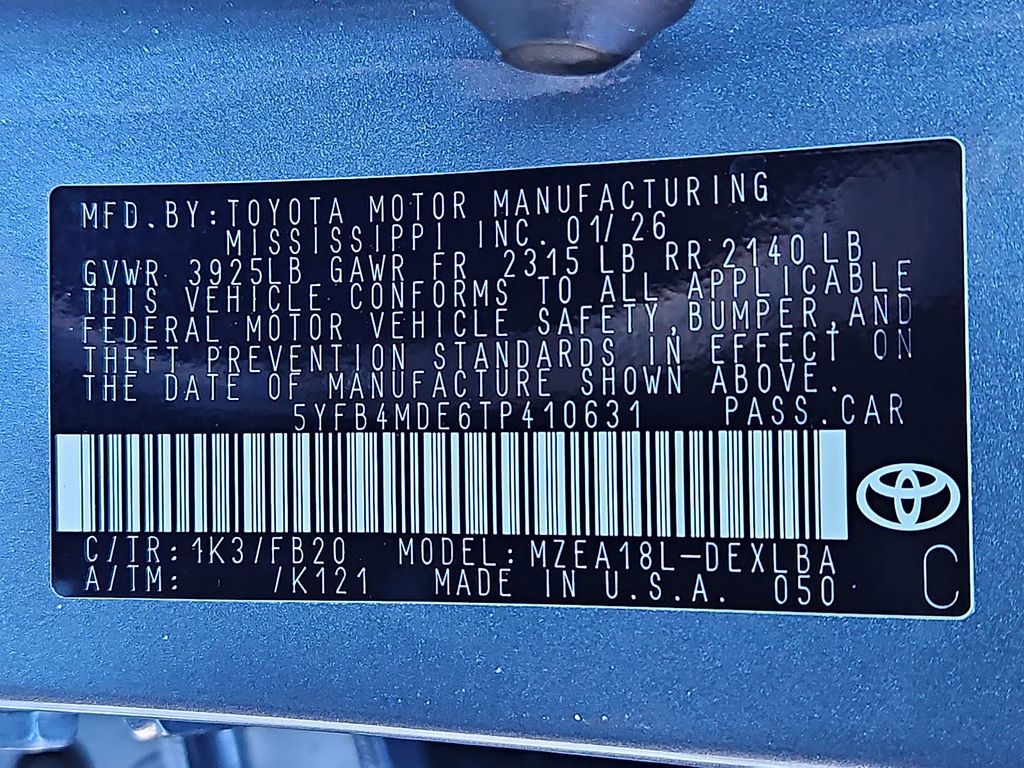 MFD.BY:TOYOTA MOTOR MANUFACTURING
MISSISSIPPI INC. 01/26
GVWR 3925LB GAWR FR 2315 LB RR 2140 LB
THIS VEHICLE CONFORMS TO ALL APPLICABLE
FEDERAL MOTOR VEHICLE SAFETY,BUMPER,AND
THEFT PREVENTION STANDARDS IN EFFECT ON
THE DATE OF MANUFACTURE SHOWN ABOVE.
5YFB4MDE6TP410631 PASS.CAR
C/TR: 1K3/FB20 MODEL: MZEA18L-DEXLBA
A/TM: /K121 MADE IN U.S.A. 050
C